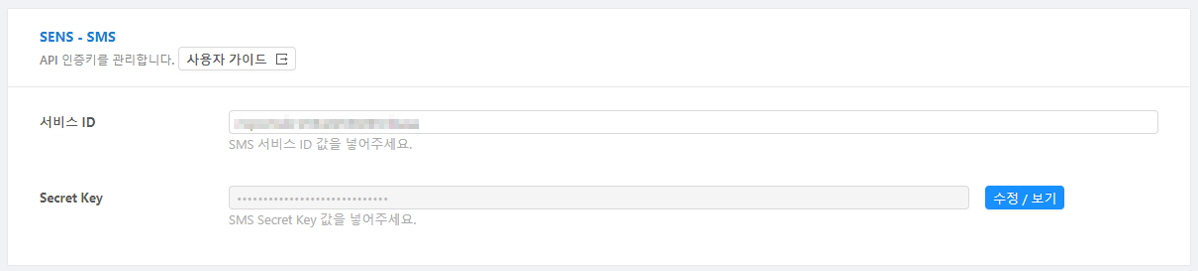 SENS - SMS
API 인증키를 관리합니다. 사용자 가이드
서비스 ID
SMS 서비스 ID 값을 넣어주세요.
Secret Key
수정 / 보기
SMS Secret Key 값을 넣어주세요.